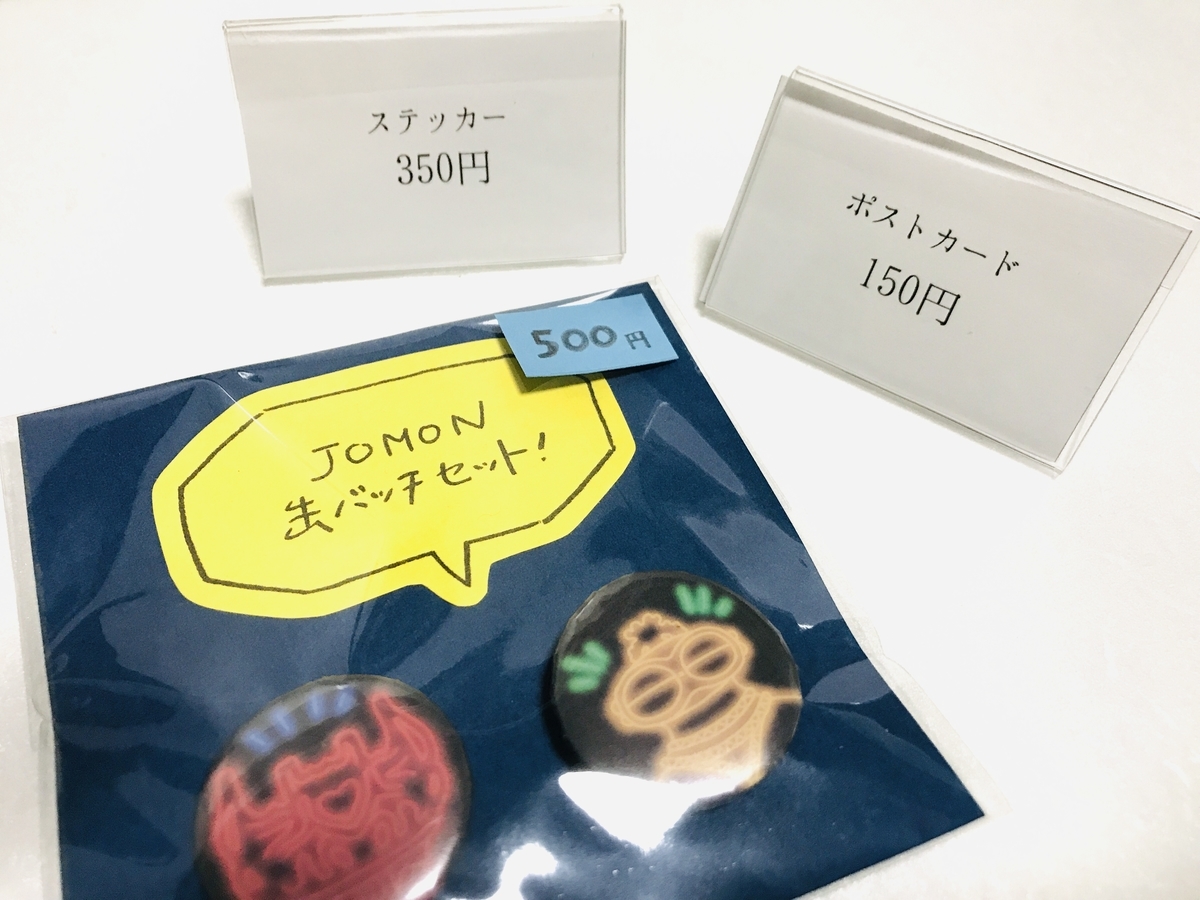 ステッカー
350円
ポストカード
150円
500円
JOMON
缶バッチセット!